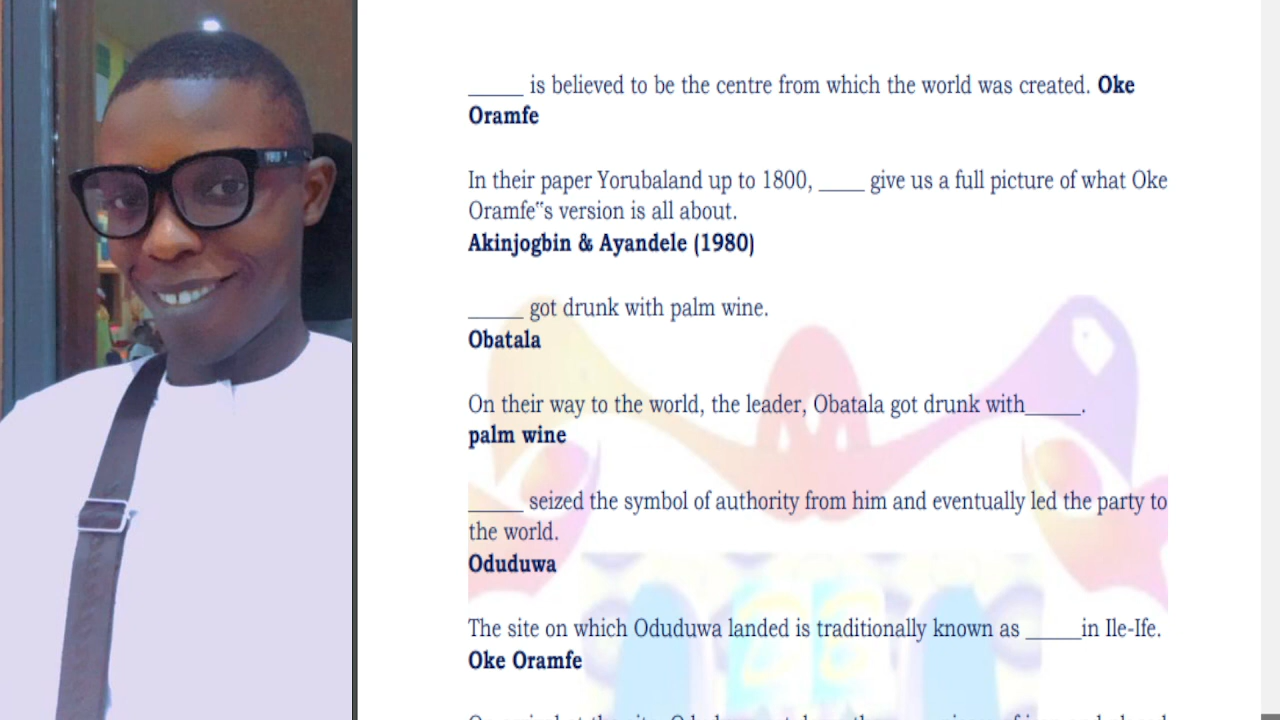 _____ is believed to be the centre from which the world was created. Oke
Oramfe
In their paper Yorubaland up to 1800, ____ give us a full picture of what Oke
Oramfe‟s version is all about.
Akinjogbin & Ayandele (1980)
_____ got drunk with palm wine.
Obatala
On their way to the world, the leader, Obatala got drunk with_____.
palm wine
_____ seized the symbol of authority from him and eventually led the party to
the world.
Oduduwa
The site on which Oduduwa landed is traditionally known as _____in Ile-Ife.
Oke Oramfe